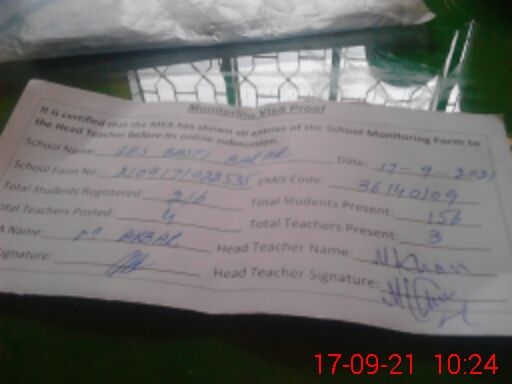 Monitoring Visit Proof
It is certified that the MEA has shown all entries of the School Monitoring Form to
the Head Teacher before its online submission.
School Name: GES BASTI Date: 17-9-2021
School Form No: EMIS Code: 36140109
Total Students Registered: 216 Total Students Present: 156
Total Teachers Posted: 4 Total Teachers Present: 3
Name: M AKBAR Head Teacher Name: Khan
Signature: Head Teacher Signature:
17-09-21 10:24